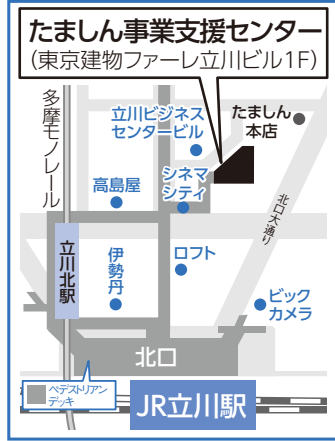 たましん事業支援センター
(東京建物ファーレ立川ビル1F)
多摩モノレール
立川ビジネス
センタービル
たましん
本店
シネマ
シティ
高島屋
北口大通り
立川北駅
伊勢丹
ロフト
ビック
カメラ
北口
ペデストリアン
デッキ
JR立川駅